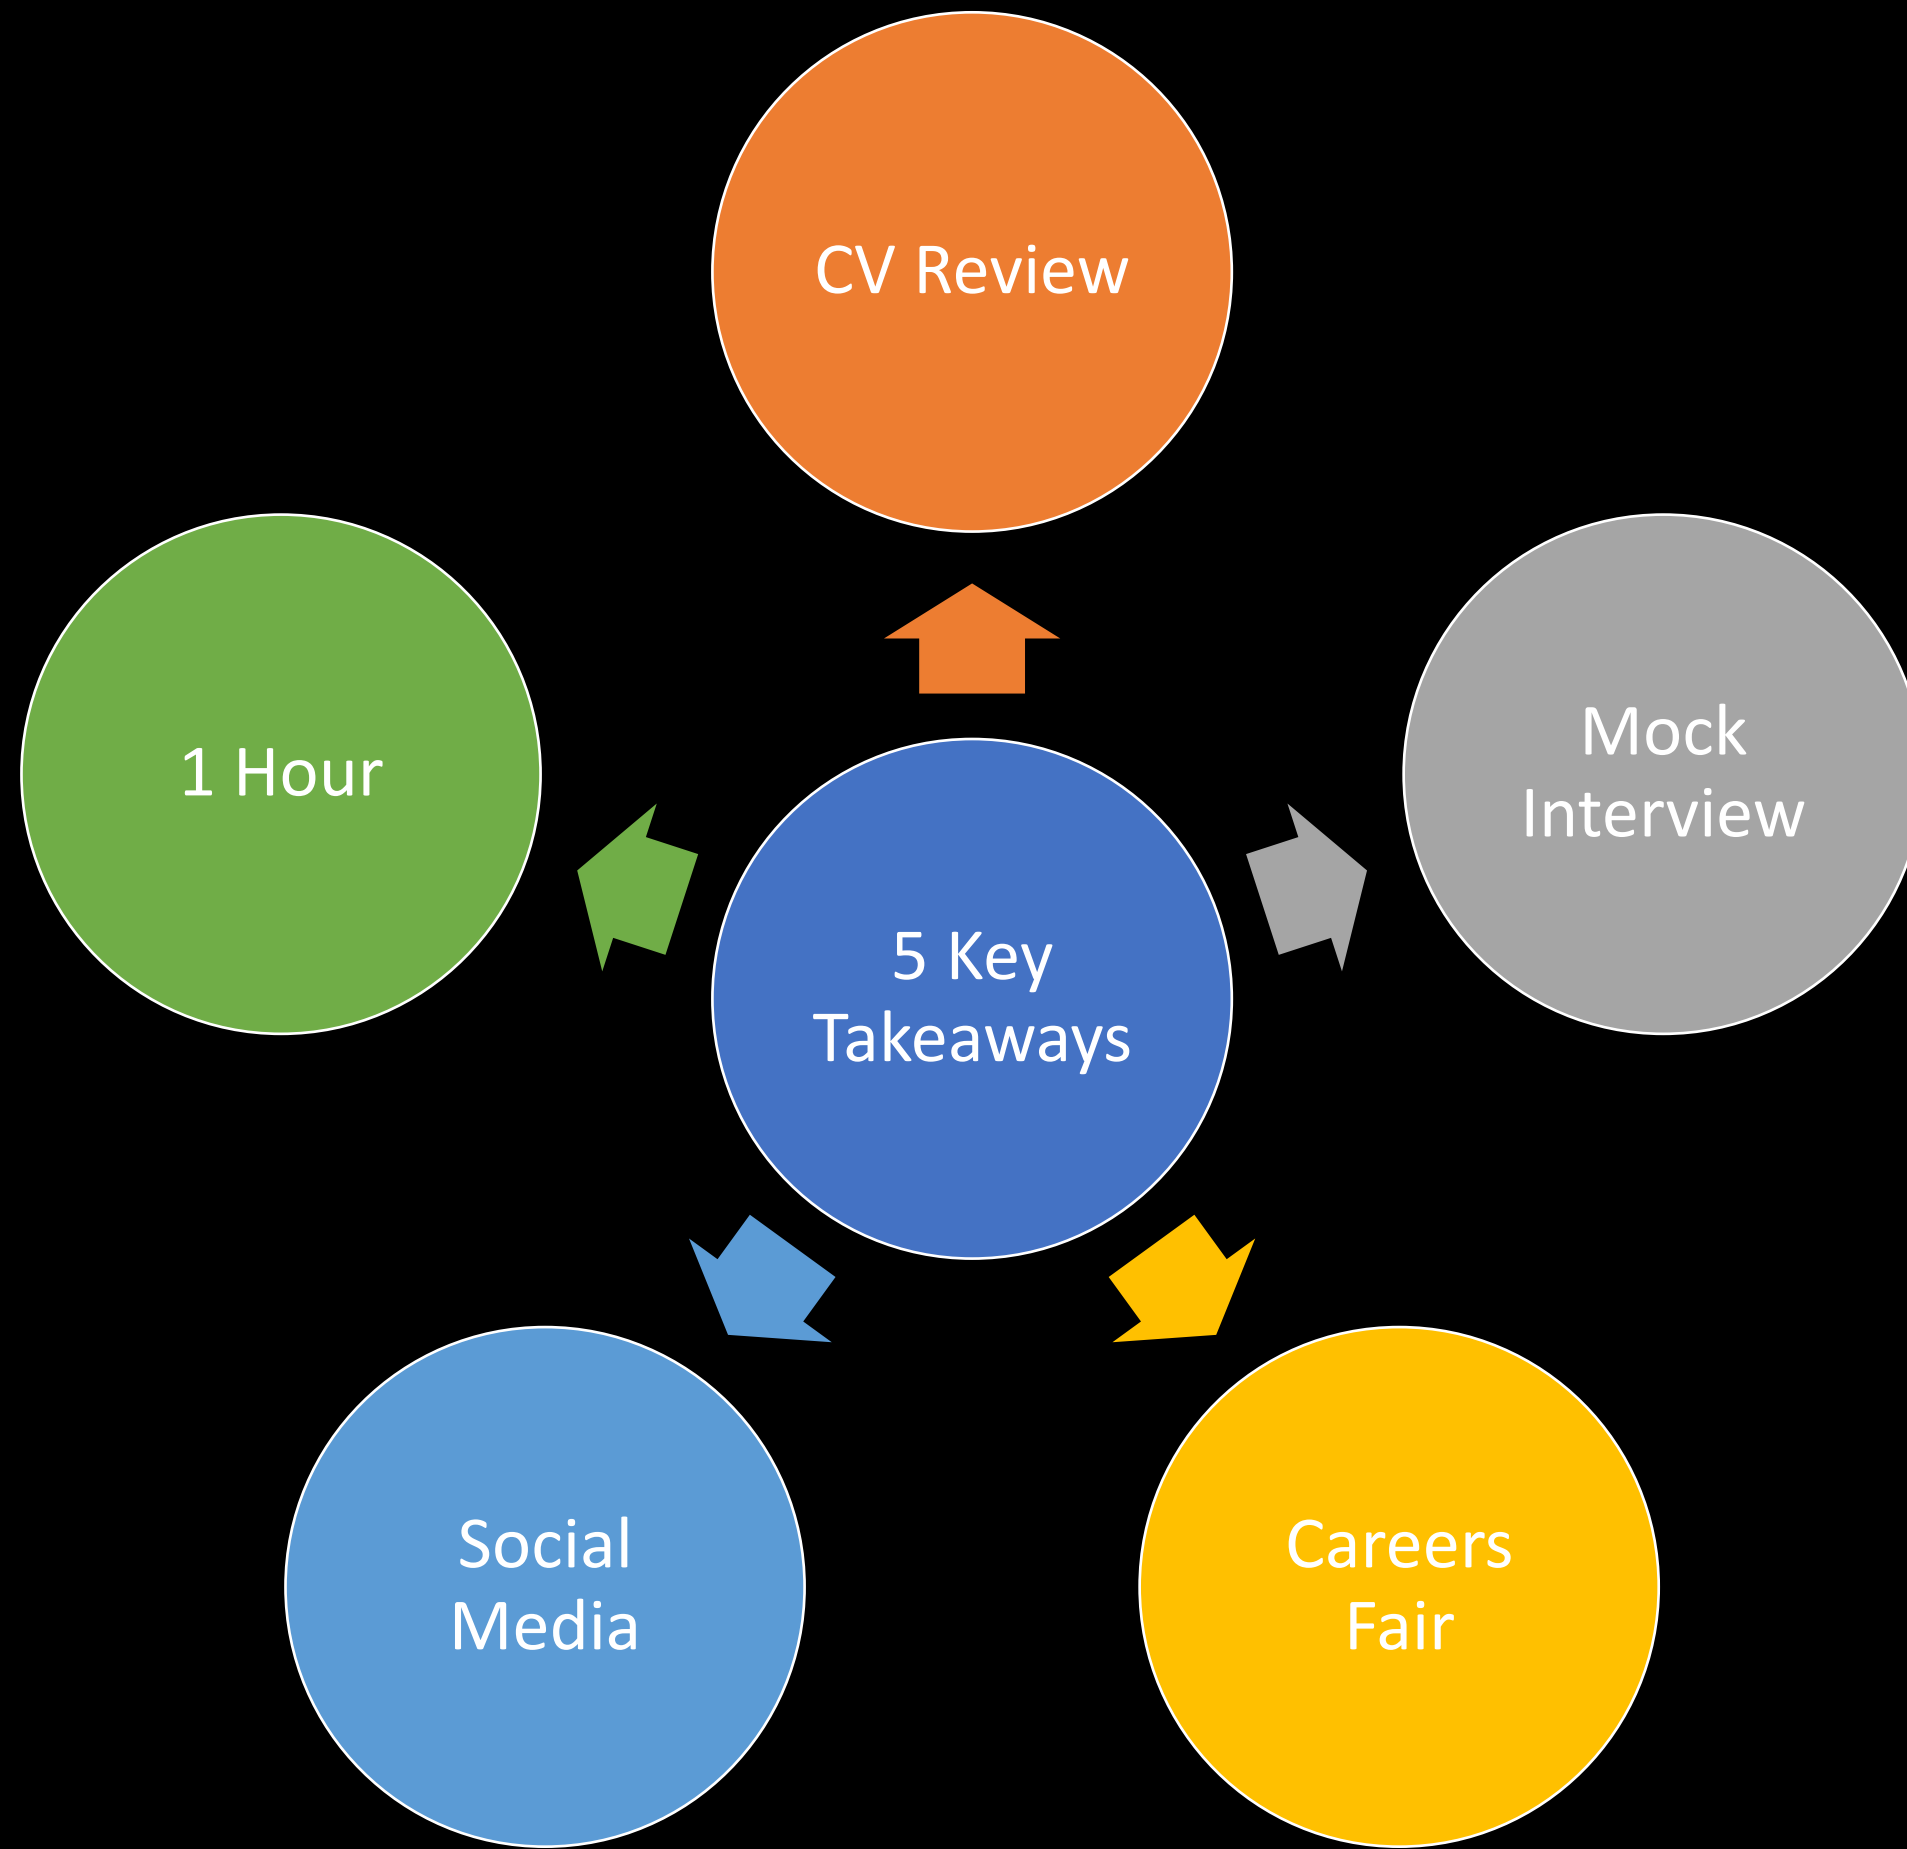 CV Review
Mock
Interview
1 Hour
5 Key
Takeaways
Social
Media
Careers
Fair